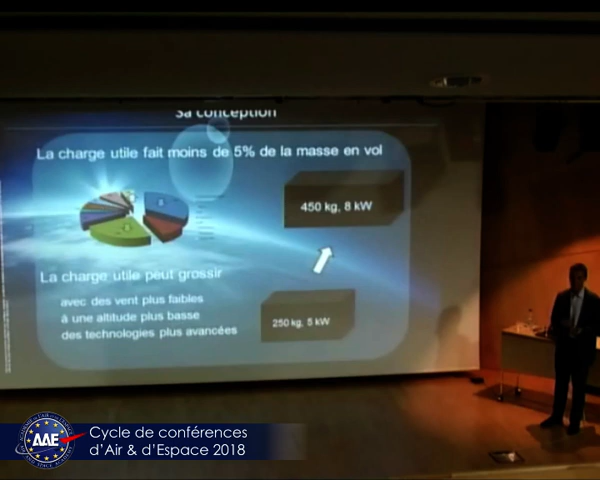 Sa conception
La charge utile fait moins de 5% de la masse en vol
450 kg, 8 kW
La charge utile peut grossir
avec des vent plus faibles
à une altitude plus basse
des technologies plus avancées
250 kg, 5 kW
AAE
Cycle de conférences
d'Air & d'Espace 2018